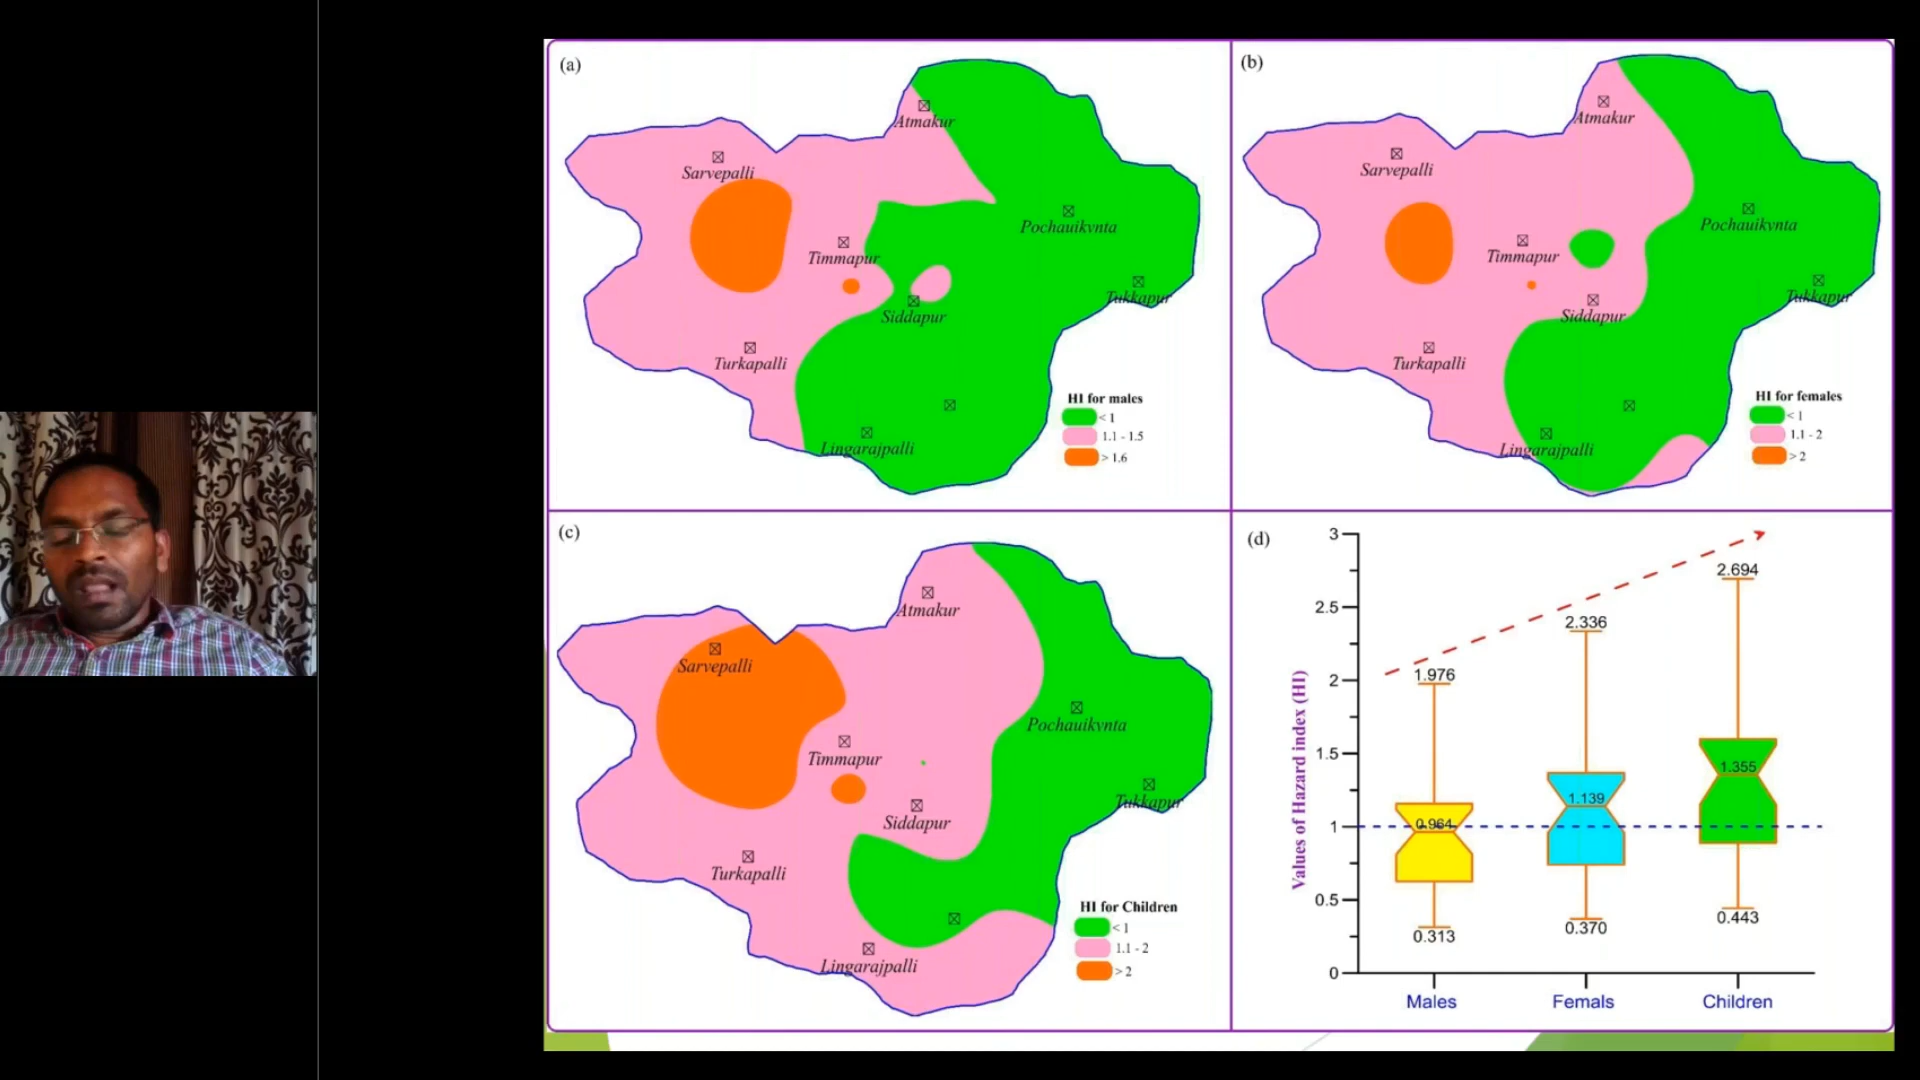 (a)
Atmakur
Sarvepalli
Pochauikvnta
Timmapur
Tukkapur
Siddapur
Turkapalli
Lingarajpalli
HI for males
< 1
1.1 - 1.5
> 1.6
(b)
Atmakur
Sarvepalli
Pochauikvnta
Timmapur
Tukkapur
Siddapur
Turkapalli
Lingarajpalli
HI for females
< 1
1.1 - 2
> 2
(c)
Atmakur
Sarvepalli
Pochauikvnta
Timmapur
Tukkapur
Siddapur
Turkapalli
Lingarajpalli
HI for Children
< 1
1.1 - 2
> 2
(d)
Values of Hazard index (HI)
3
2.5
2
1.5
1
0.5
0
1.976
0.964
0.313
2.336
1.139
0.370
2.694
1.355
0.443
Males
Femals
Children